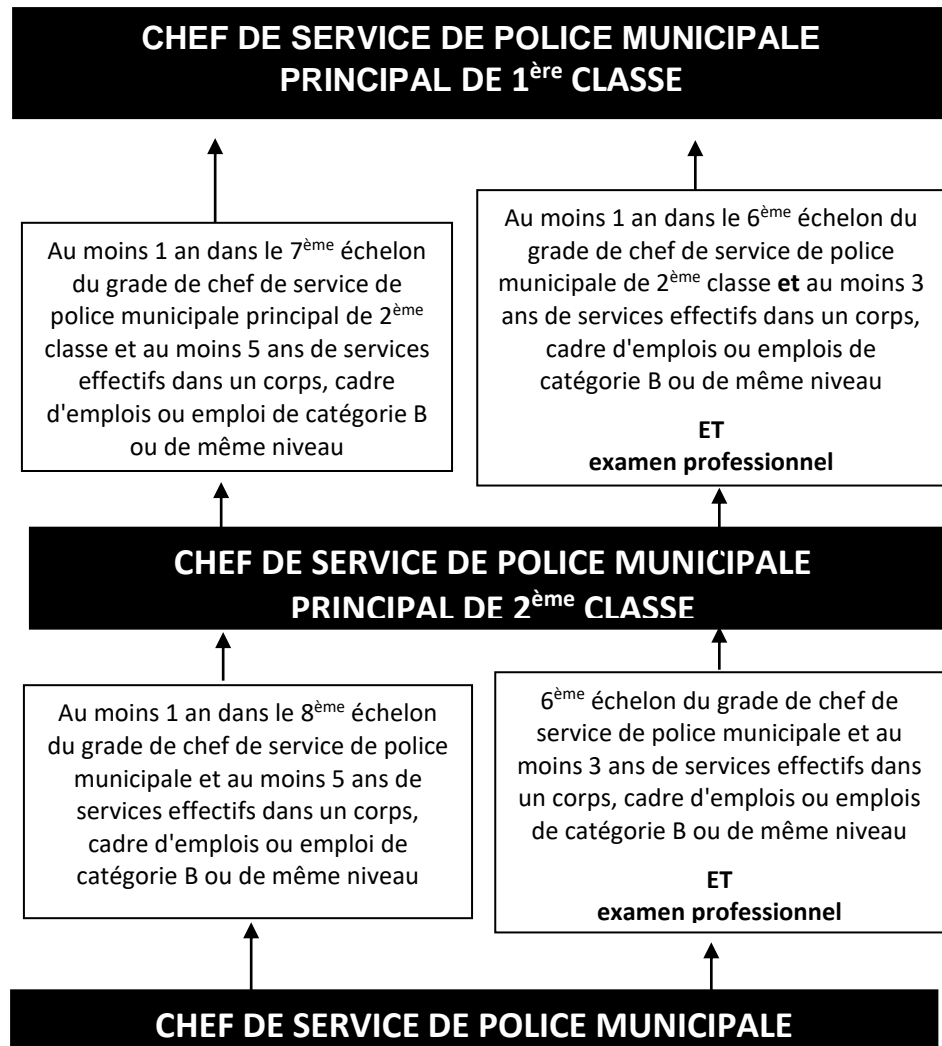 CHEF DE SERVICE DE POLICE MUNICIPALE
PRINCIPAL DE 1ère CLASSE
Au moins 1 an dans le 7ème échelon
du grade de chef de service de
police municipale principal de 2ème
classe et au moins 5 ans de services
effectifs dans un corps, cadre
d'emplois ou emploi de catégorie B
ou de même niveau
Au moins 1 an dans le 6ème échelon du
grade de chef de service de police
municipale de 2ème classe et au moins 3
ans de services effectifs dans un corps,
cadre d'emplois ou emplois de
catégorie B ou de même niveau
ET
examen professionnel
CHEF DE SERVICE DE POLICE MUNICIPALE
PRINCIPAL DE 2ème CLASSE
Au moins 1 an dans le 8ème échelon
du grade de chef de service de police
municipale et au moins 5 ans de
services effectifs dans un corps,
cadre d'emplois ou emploi de
catégorie B ou de même niveau
6ème échelon du grade de chef de
service de police municipale et au
moins 3 ans de services effectifs dans
un corps, cadre d'emplois ou emplois
de catégorie B ou de même niveau
ET
examen professionnel
CHEF DE SERVICE DE POLICE MUNICIPALE